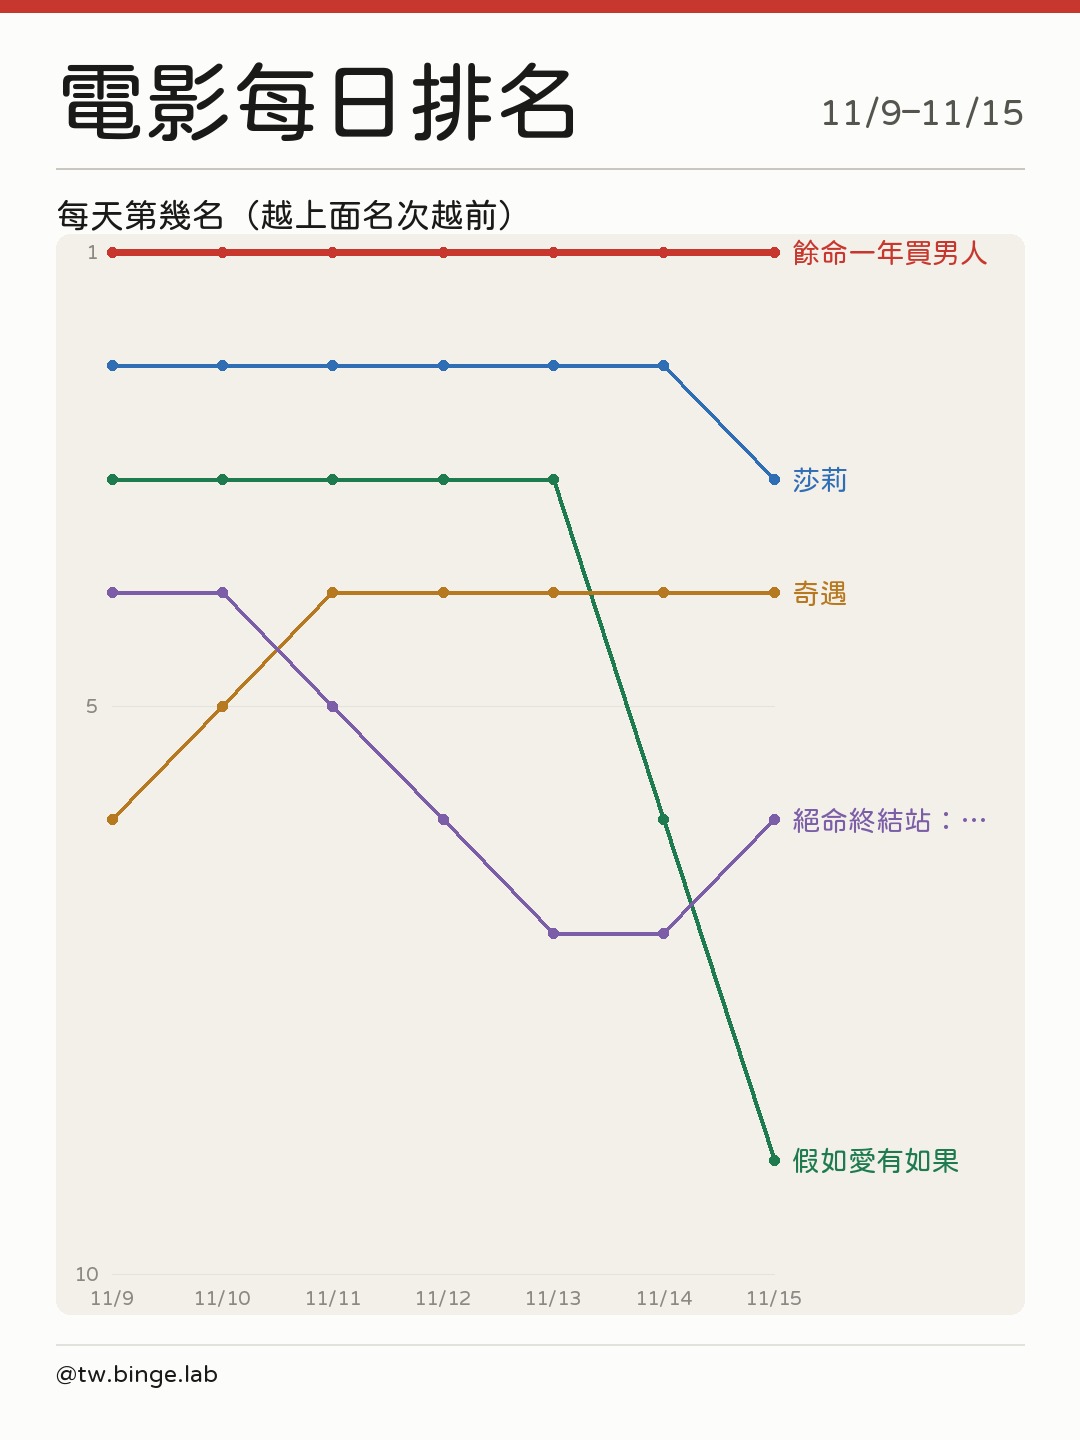 電影每日排名
11/9–11/15
每天第幾名（越上面名次越前）
1
餘命一年買男人
莎莉
奇遇
5
絕命終結站：⋯
假如愛有如果
10
11/9 11/10 11/11 11/12 11/13 11/14 11/15
@tw.binge.lab